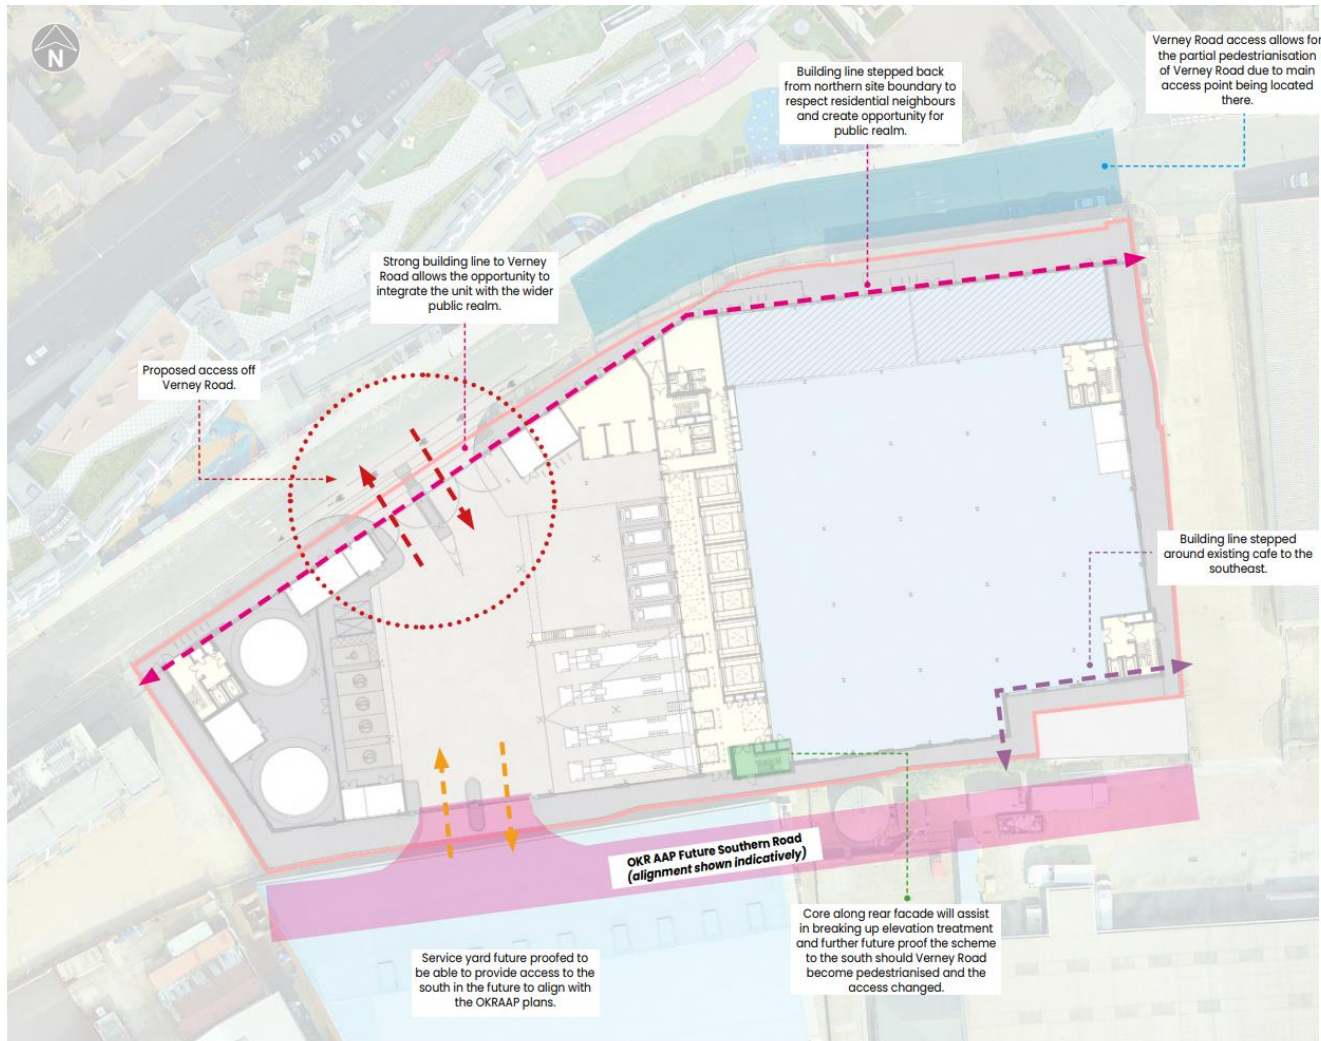 N
Verney Road access allows for
the partial pedestrianisation
of Verney Road due to main
access point being located
there.
Building line stepped back
from northern site boundary to
respect residential neighbours
and create opportunity for
public realm.
Strong building line to Verney
Road allows the opportunity to
integrate the unit with the wider
public realm.
Proposed access off
Verney Road.
Building line stepped
around existing cafe to the
southeast.
OKR AAP Future Southern Road
(alignment shown indicatively)
Core along rear facade will assist
in breaking up elevation treatment
and further future proof the scheme
to the south should Verney Road
become pedestrianised and the
access changed.
Service yard future proofed to
be able to provide access to the
south in the future to align with
the OKRAAP plans.